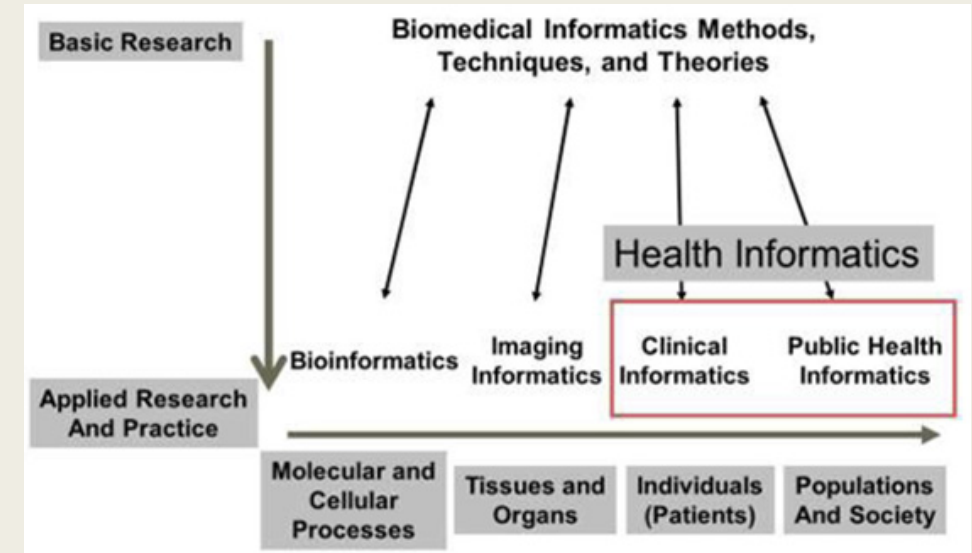 Basic Research
Biomedical Informatics Methods,
Techniques, and Theories
Health Informatics
Bioinformatics
Imaging
Informatics
Clinical
Informatics
Public Health
Informatics
Applied Research
And Practice
Molecular and
Cellular
Processes
Tissues and
Organs
Individuals
(Patients)
Populations
And Society